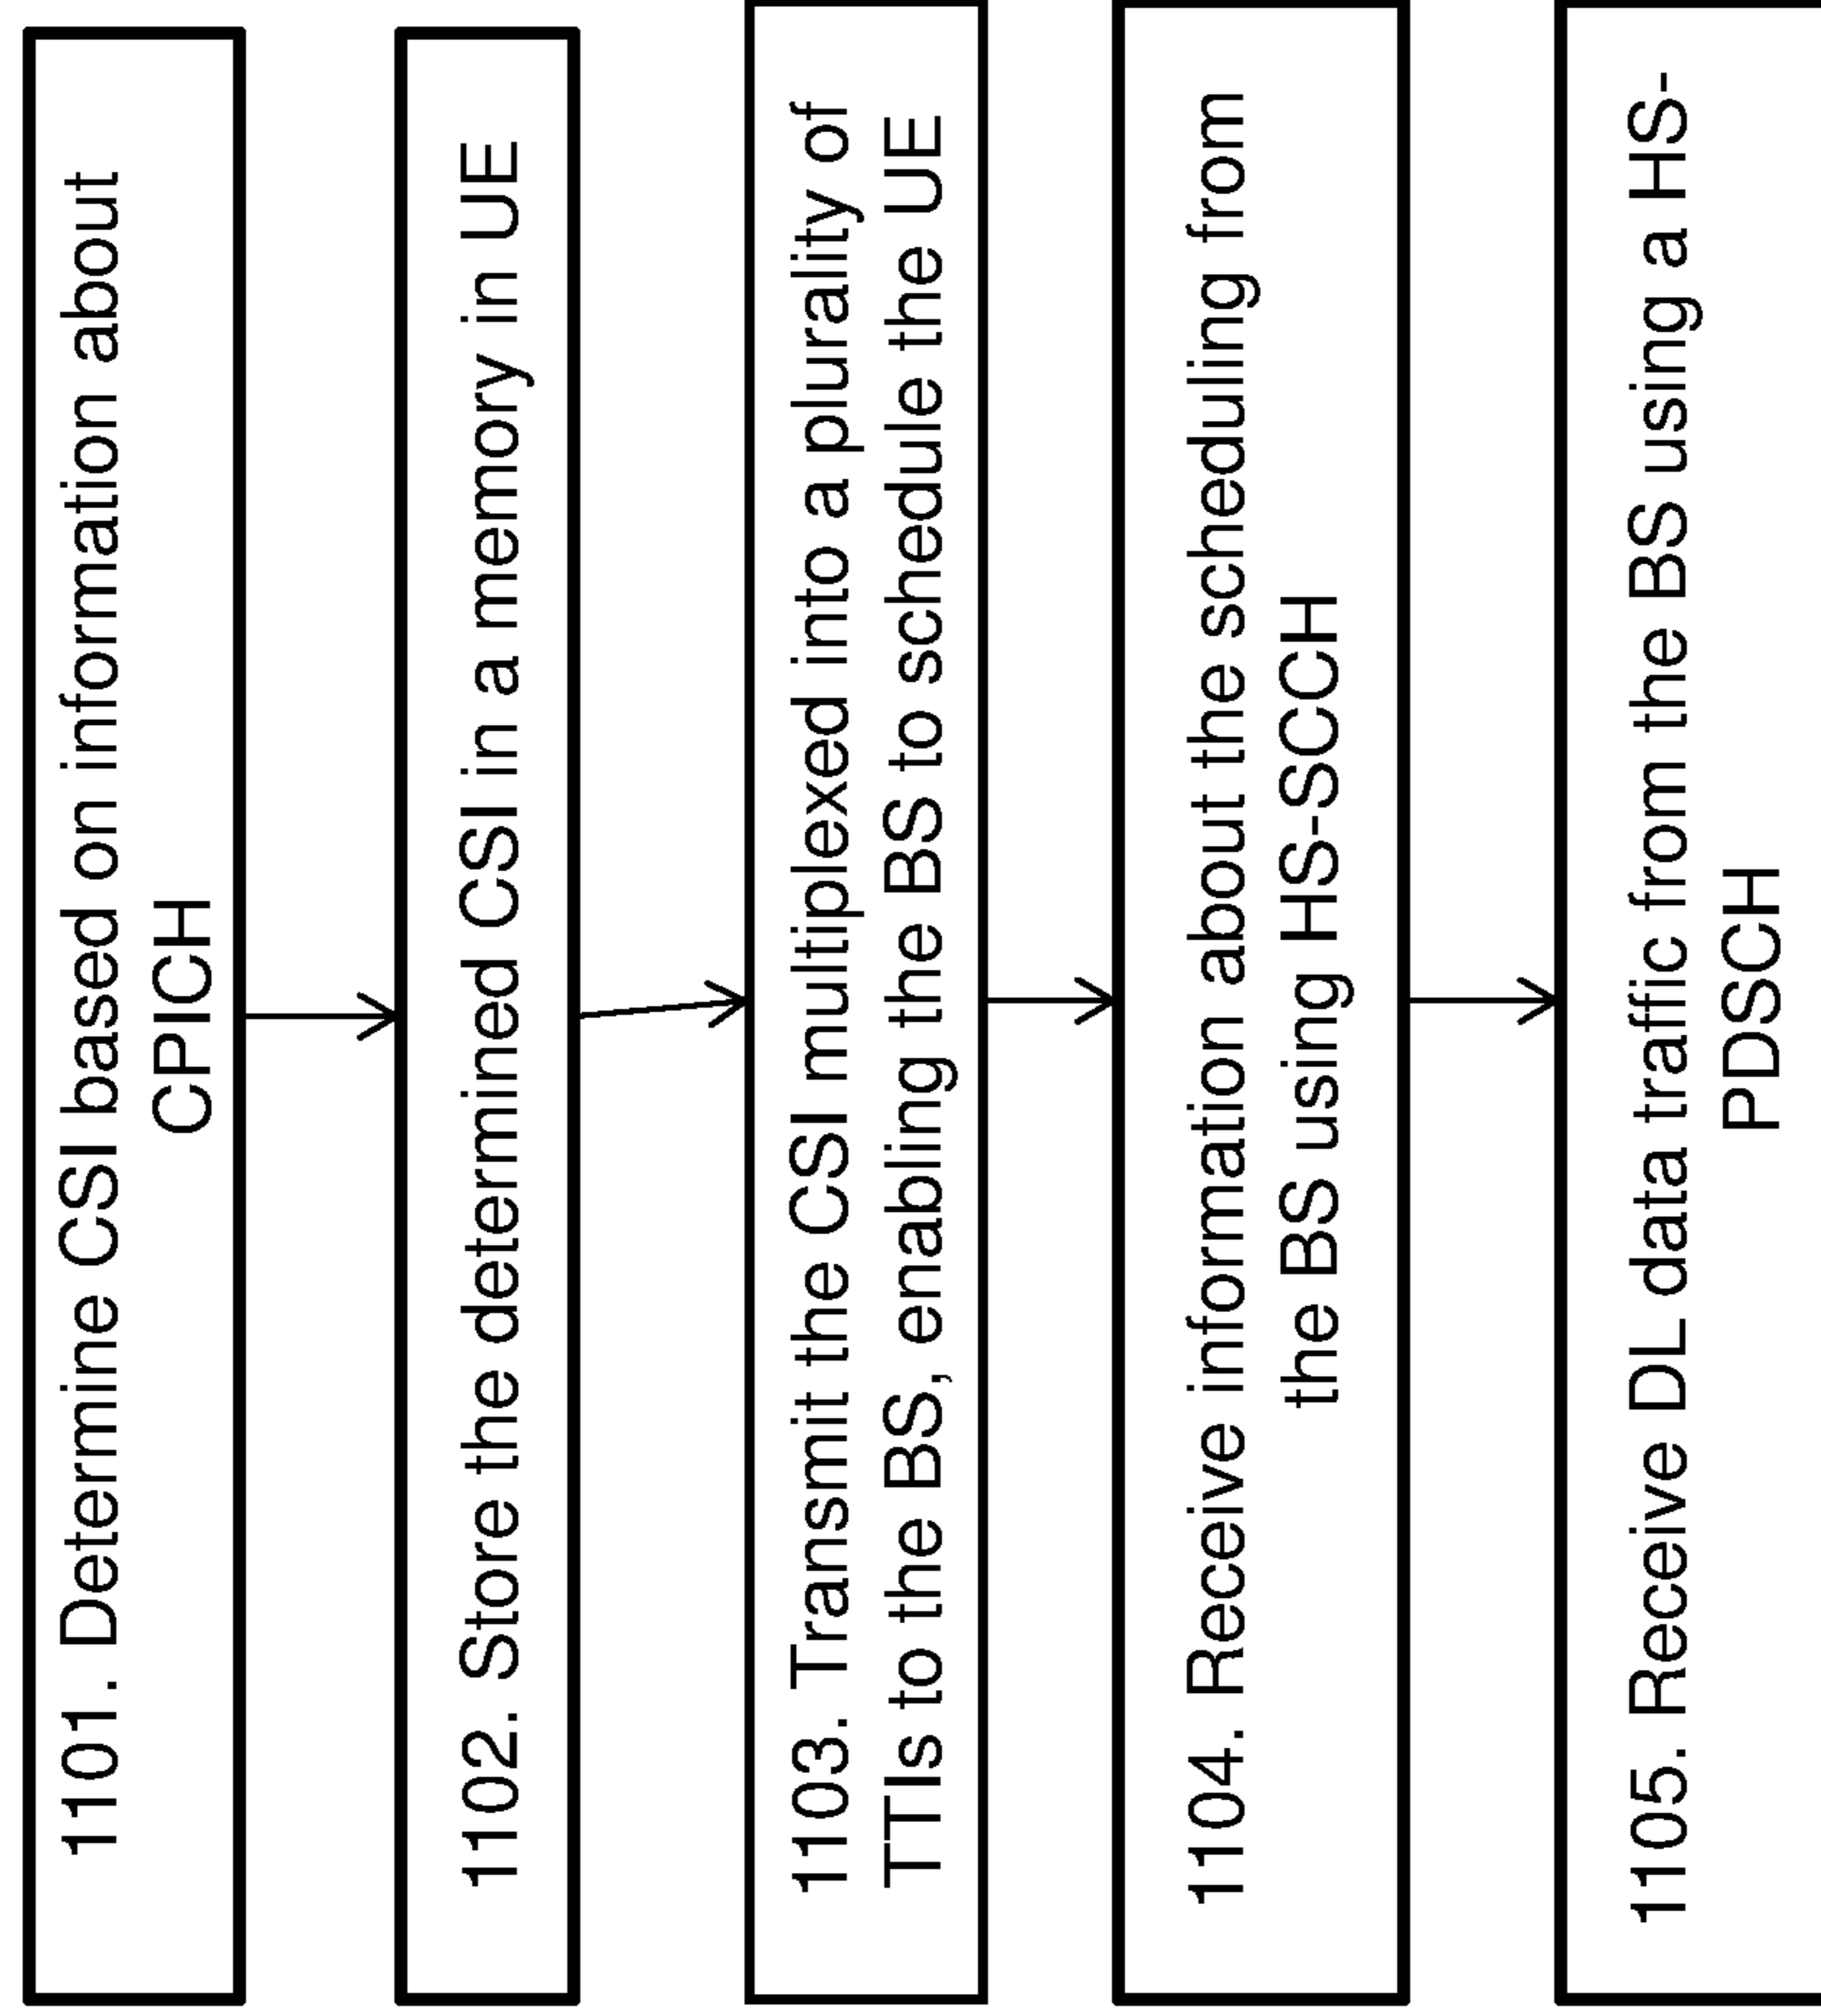 1101. Determine CSI based on information about
CPICH
1102. Store the determined CSI in a memory in UE
1103. Transmit the CSI multiplexed into a plurality of
TTIs to the BS, enabling the BS to schedule the UE
1104. Receive information about the scheduling from
the BS using HS-SCCH
1105. Receive DL data traffic from the BS using a HS-
PDSCH